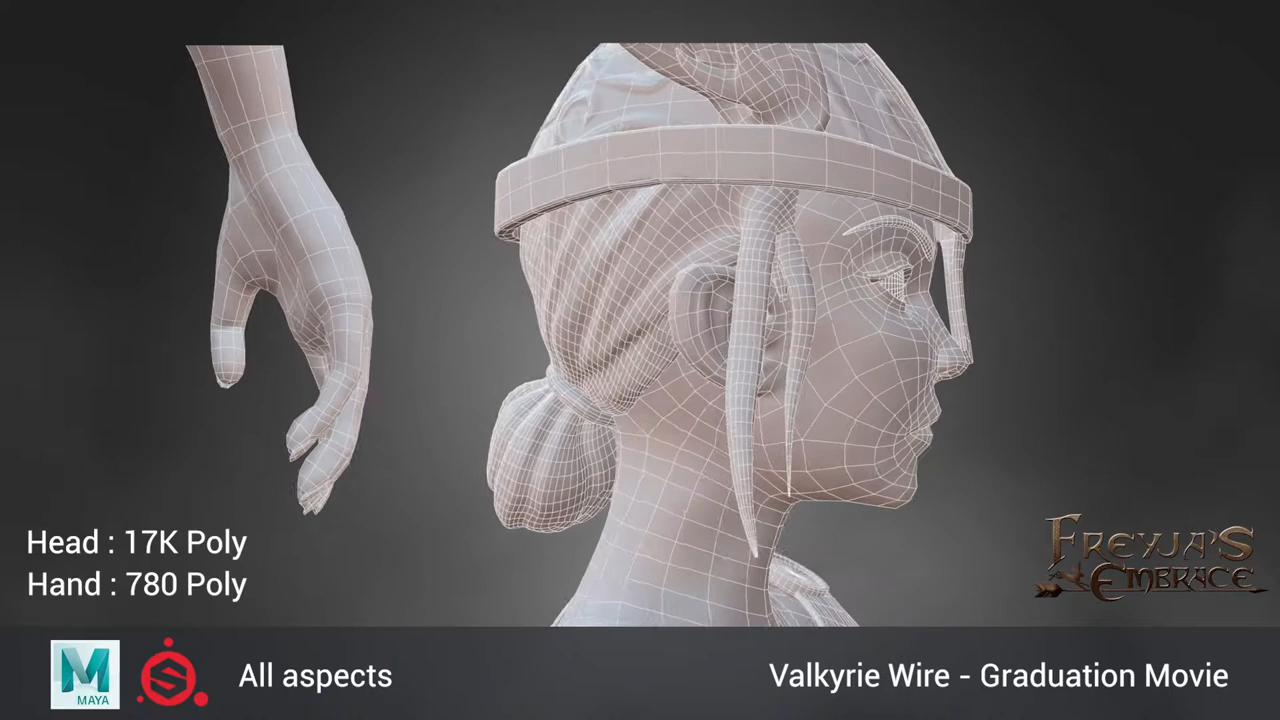 Head : 17K Poly
Hand : 780 Poly
FREYJA'S
EMBRACE
MAYA
All aspects
Valkyrie Wire - Graduation Movie